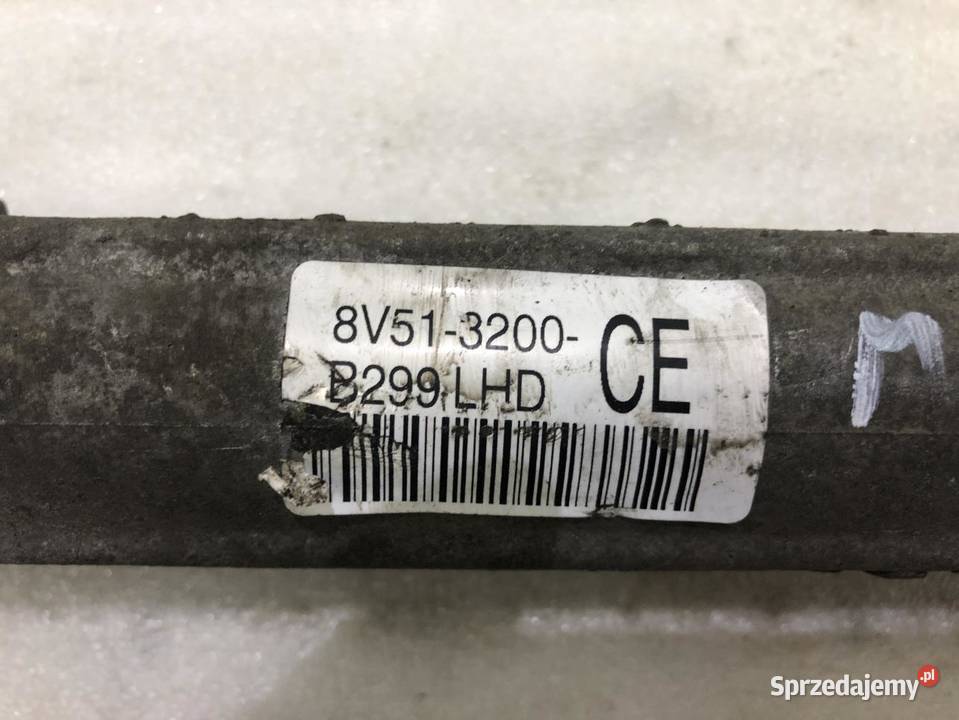 8V51-3200- CE
B299 LHD
M
Sprzedajemy.pl